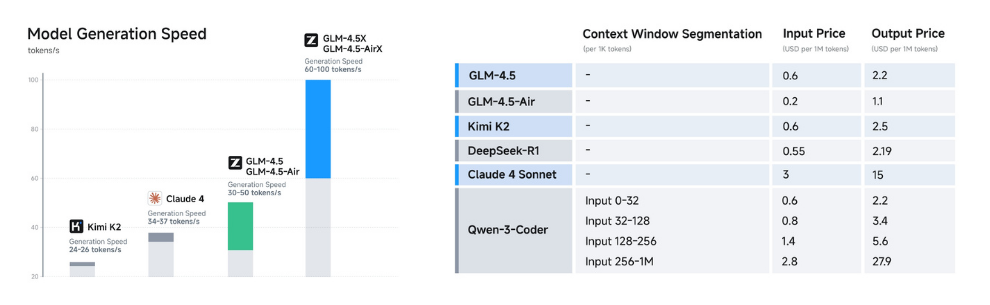 Model Generation Speed
tokens/s
GLM-4.5X
GLM-4.5-AirX
Generation Speed
60-100 tokens/s
GLM-4.5
GLM-4.5-Air
Generation Speed
30-50 tokens/s
Claude 4
Generation Speed
34-37 tokens/s
Kimi K2
Generation Speed
24-26 tokens/s
100
80
60
40
20
Context Window Segmentation Input Price Output Price
(per 1K tokens) (USD per 1M tokens) (USD per 1M tokens)
GLM-4.5 - 0.6 2.2
GLM-4.5-Air - 0.2 1.1
Kimi K2 - 0.6 2.5
DeepSeek-R1 - 0.55 2.19
Claude 4 Sonnet - 3 15
Qwen-3-Coder
Input 0-32 0.6 2.2
Input 32-128 0.8 3.4
Input 128-256 1.4 5.6
Input 256-1M 2.8 27.9